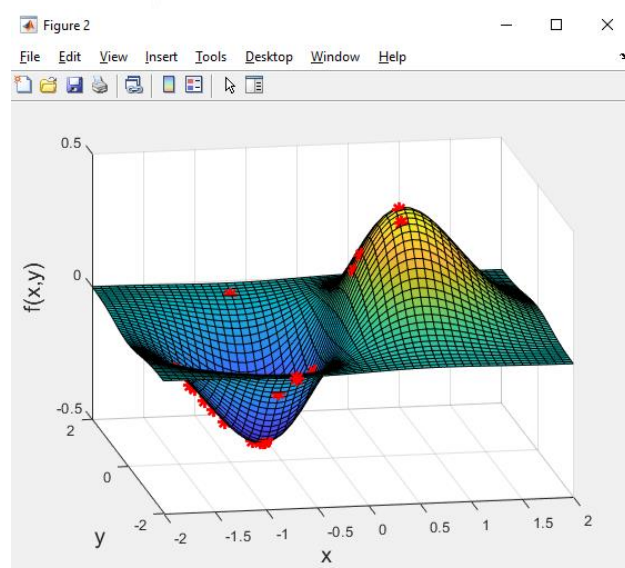 Figure 2
File Edit View Insert Tools Desktop Window Help
0.5
0
-0.5
f(x,y)
2
0
-2
y
-2 -1.5 -1 -0.5 0 0.5 1 1.5 2
x